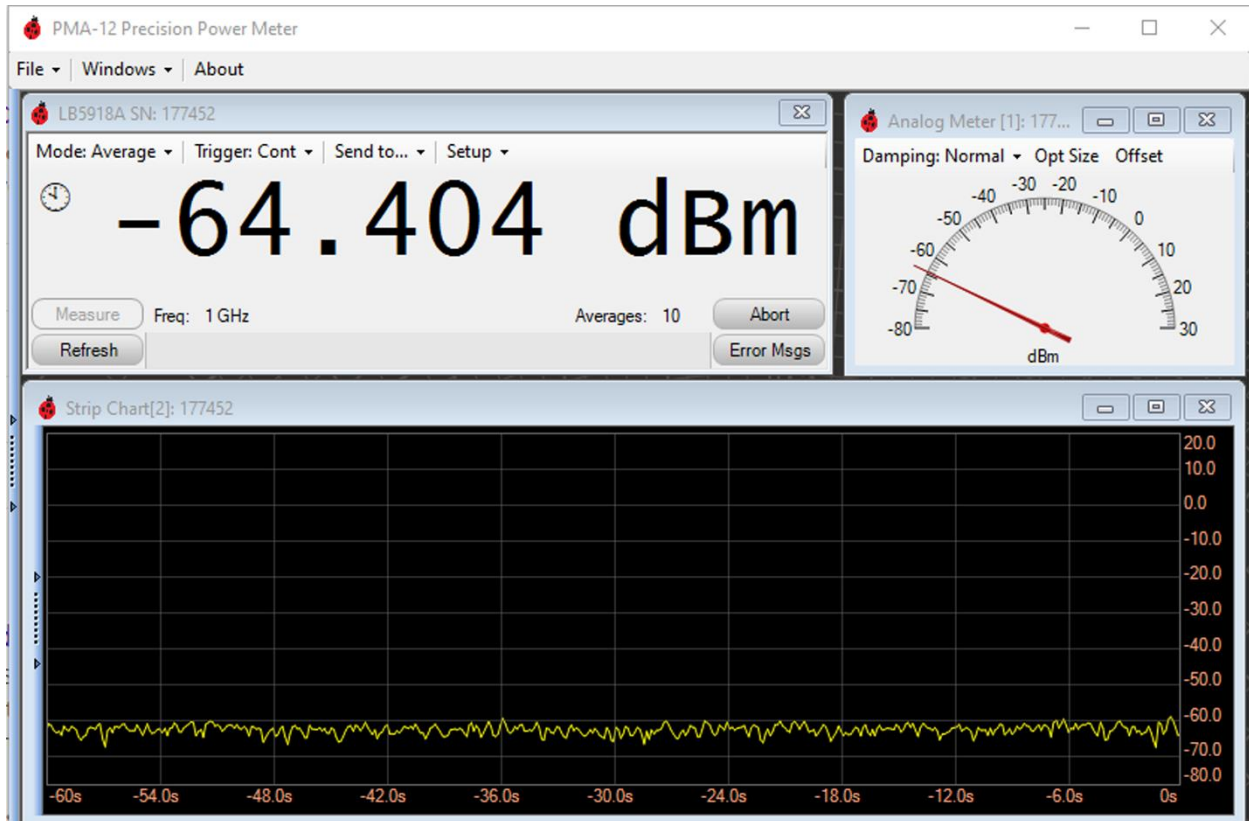 PMA-12 Precision Power Meter
File Windows About
LB5918A SN: 177452
Mode: Average Trigger: Cont Send to... Setup
-64.404 dBm
Measure Freq: 1 GHz Averages: 10 Abort
Refresh Error Msgs
Analog Meter [1]: 177...
Damping: Normal Opt Size Offset
-80 -70 -60 -50 -40 -30 -20 -10 0 10 20 30
dBm
Strip Chart[2]: 177452
20.0
10.0
0.0
-10.0
-20.0
-30.0
-40.0
-50.0
-60.0
-70.0
-80.0
-60s -54.0s -48.0s -42.0s -36.0s -30.0s -24.0s -18.0s -12.0s -6.0s 0s